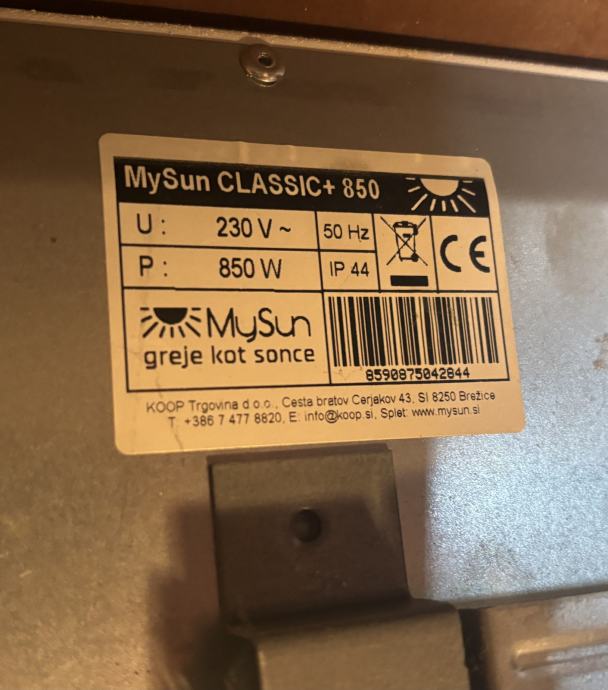 MySun CLASSIC+ 850
U : 230 V ~ 50 Hz
P : 850 W IP 44
CE
MySun
greje kot sonce
8590875042844
KOOP Trgovina d.o.o., Cesta bratov Cerjakov 43, SI 8250 Brežice
T: +386 7 477 8820, E: info@koop.si, Splet: www.mysun.si